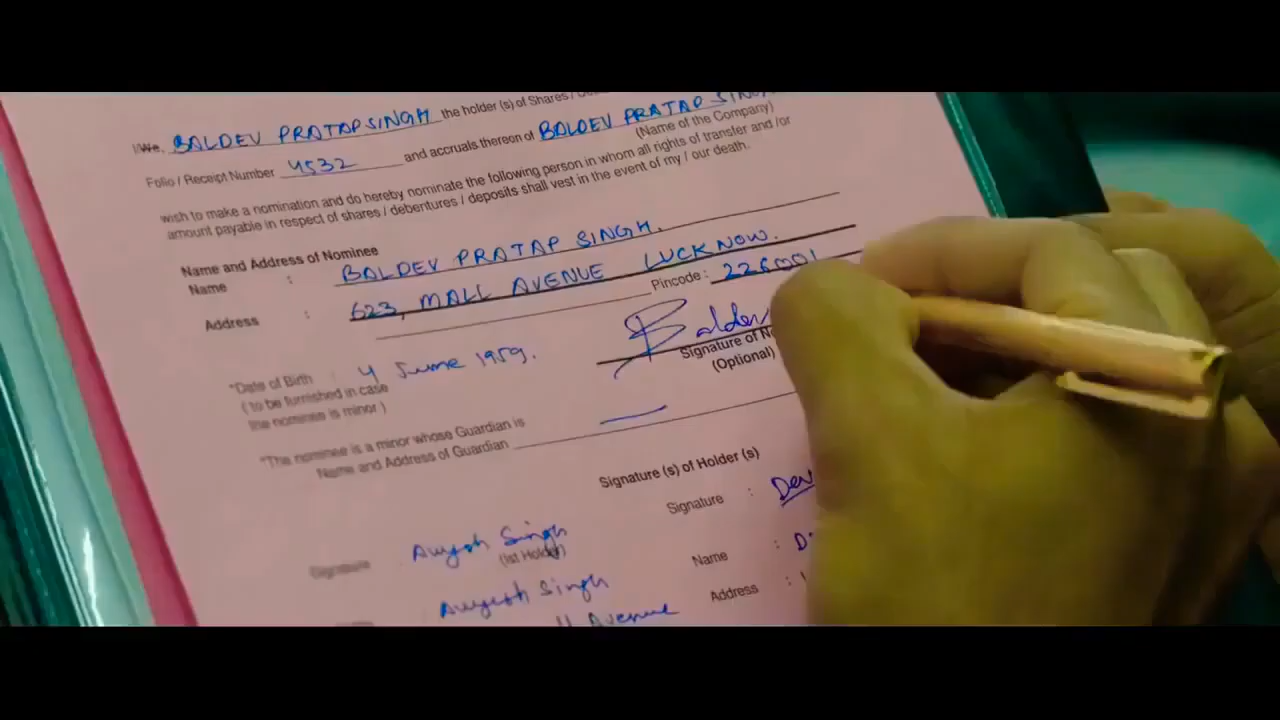 I/We, BALDEV PRATAP SINGH the holder (s) of Shares /
Folio / Receipt Number 4532 and accruals thereon of BALDEV PRATAP SINGH
(Name of the Company)
wish to make a nomination and do hereby nominate the following person in whom all rights of transfer and /or
amount payable in respect of shares / debentures / deposits shall vest in the event of my / our death.
Name and Address of Nominee
Name : BALDEV PRATAP SINGH.
Address : 623, MALL AVENUE LUCKNOW.
Pincode : 226001
Baldev
*Date of Birth 4 June 1959.
Signature of
( to be furnished in case
(Optional)
the nominee is minor )
*The nominee is a minor whose Guardian is
Name and Address of Guardian
Signature (s) of Holder (s)
Signature :
Signature Singh
(Ist Holder)
Name :
Singh
Address :
Avenue